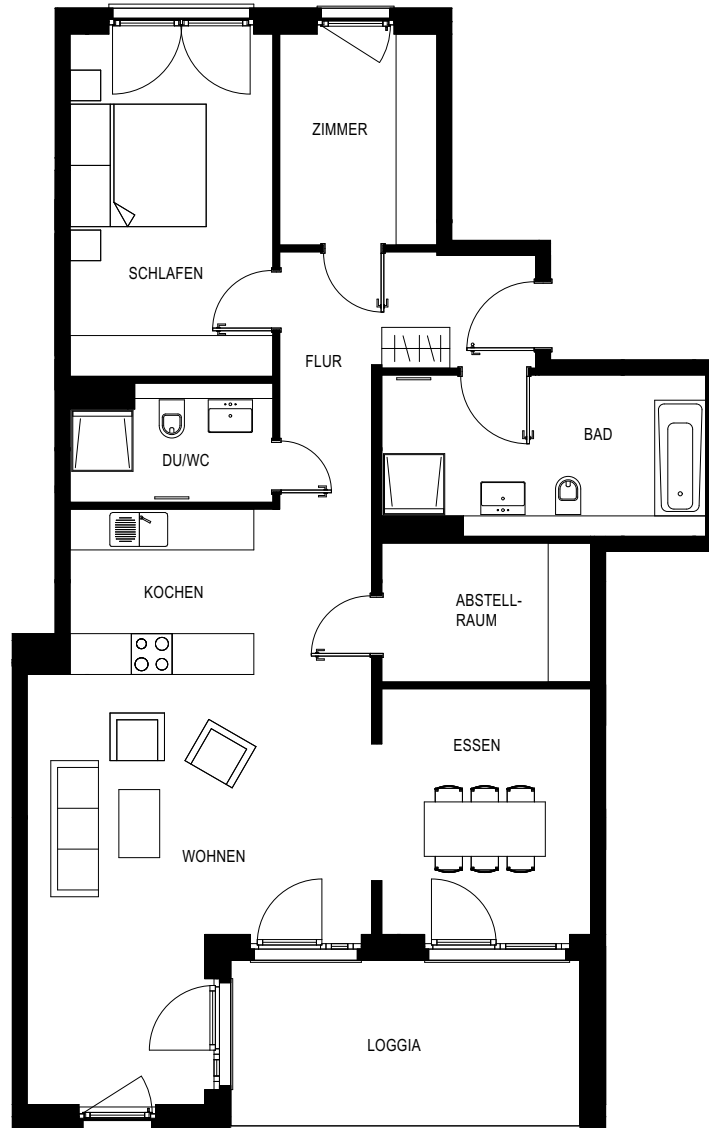 ZIMMER
SCHLAFEN
FLUR
BAD
DU/WC
KOCHEN
ABSTELL-
RAUM
ESSEN
WOHNEN
LOGGIA